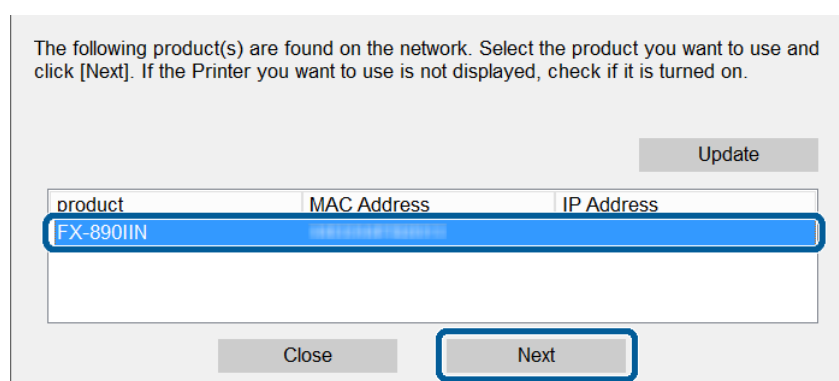 The following product(s) are found on the network. Select the product you want to use and
click [Next]. If the Printer you want to use is not displayed, check if it is turned on.
Update
product MAC Address IP Address
FX-890IIN
Close Next